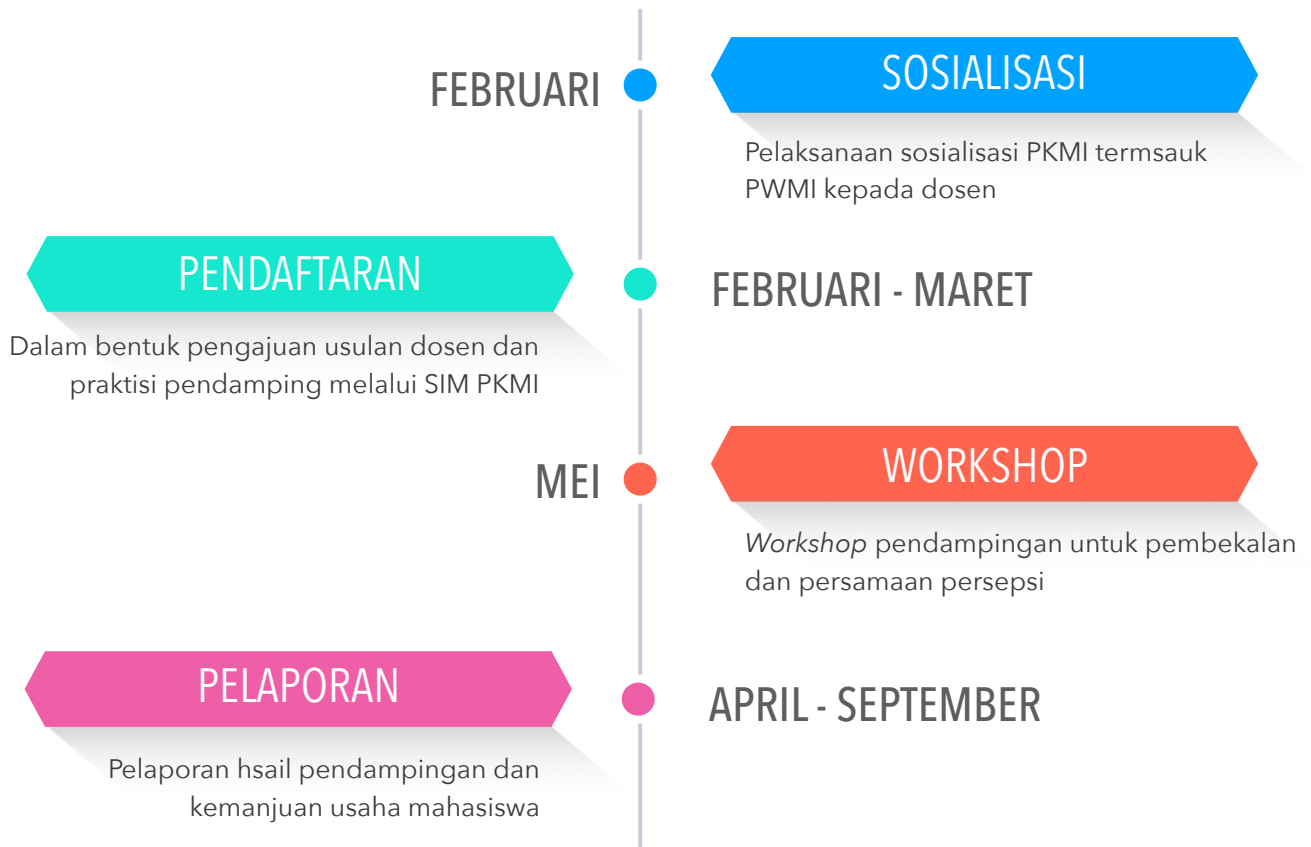 FEBRUARI
SOSIALISASI
Pelaksanaan sosialisasi PKMI termsauk
PWMI kepada dosen
PENDAFTARAN
FEBRUARI - MARET
Dalam bentuk pengajuan usulan dosen dan
praktisi pendamping melalui SIM PKMI
MEI
WORKSHOP
Workshop pendampingan untuk pembekalan
dan persamaan persepsi
PELAPORAN
APRIL - SEPTEMBER
Pelaporan hsail pendampingan dan
kemanjuan usaha mahasiswa